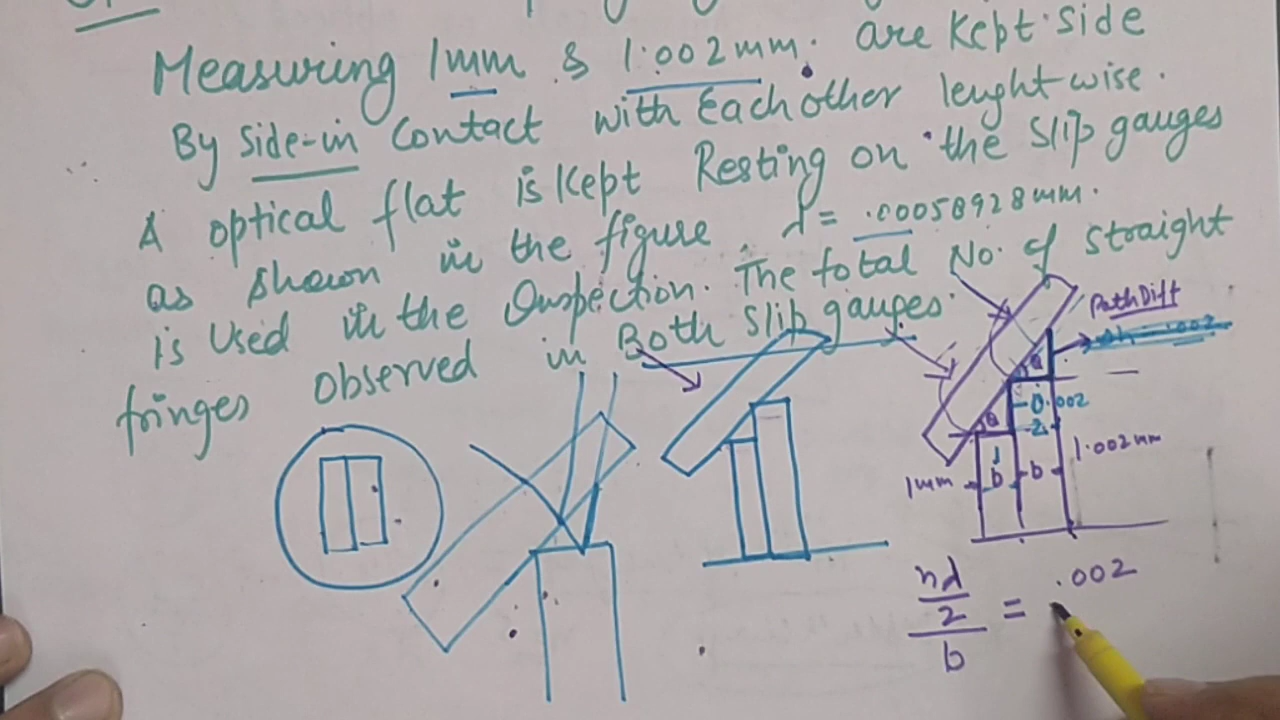 Measuring 1mm & 1.002mm. are Kept Side
By Side-in Contact with Each other lenght wise.
A optical flat is Kept Resting on the Slip gauges
as shown in the figure. λ = .00058928mm.
is Used in the Inspection. The total No. of Straight
fringes Observed in Both Slip gauges.
Path Diff
θ
0.002
θ
2
1.002mm
1mm
b
b
nλ
2
b
= .002